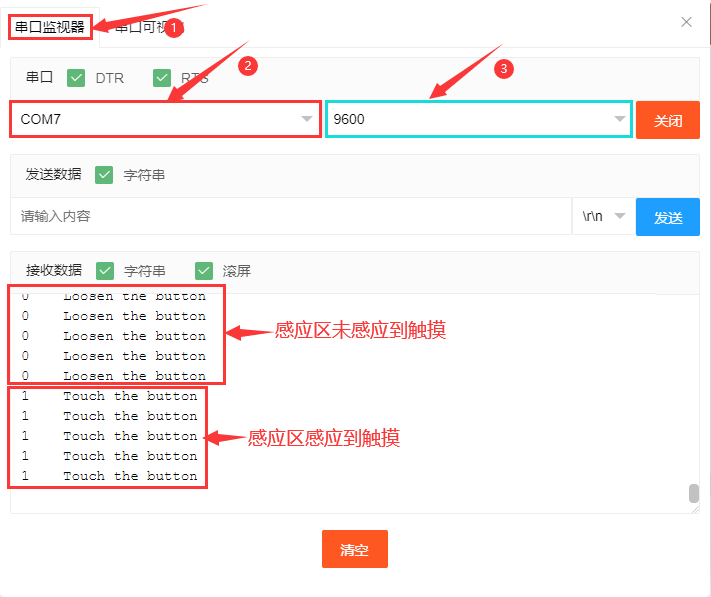 串口监视器 串口可视 1
2 3
串口 DTR RTS
COM7 9600 关闭
发送数据 字符串
请输入内容 \r\n 发送
接收数据 字符串 滚屏
0 Loosen the button
0 Loosen the button
0 Loosen the button 感应区未感应到触摸
0 Loosen the button
0 Loosen the button
1 Touch the button
1 Touch the button
1 Touch the button 感应区感应到触摸
1 Touch the button
1 Touch the button
清空